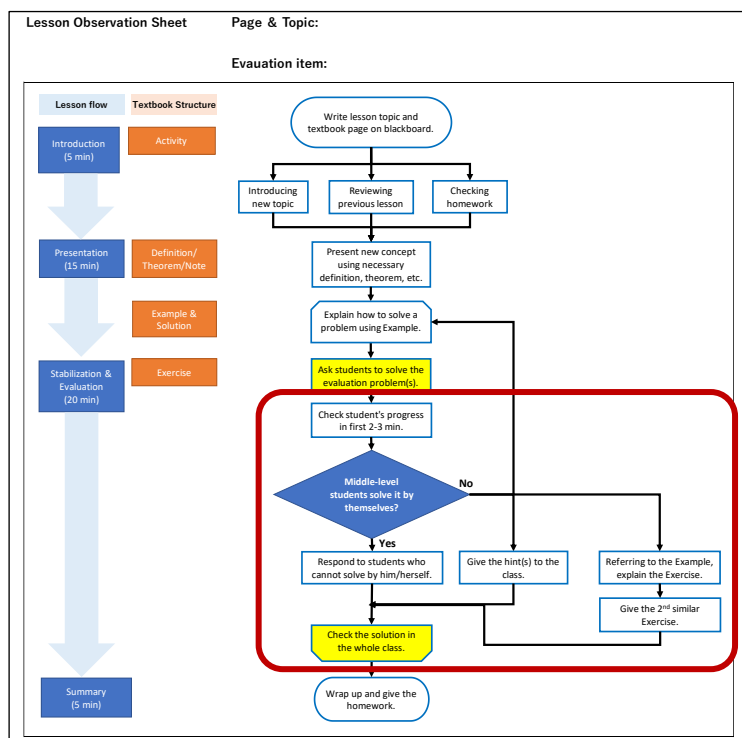 Lesson Observation Sheet
Page & Topic:
Evauation item:
Lesson flow
Textbook Structure
Introduction
(5 min)
Activity
Presentation
(15 min)
Definition/
Theorem/Note
Example &
Solution
Stabilization &
Evaluation
(20 min)
Exercise
Summary
(5 min)
Write lesson topic and
textbook page on blackboard.
Introducing
new topic
Reviewing
previous lesson
Checking
homework
Present new concept
using necessary
definition, theorem, etc.
Explain how to solve a
problem using Example.
Ask students to solve the
evaluation problem(s).
Check student's progress
in first 2-3 min.
Middle-level
students solve it by
themselves?
No
Yes
Respond to students who
cannot solve by him/herself.
Give the hint(s) to the
class.
Referring to the Example,
explain the Exercise.
Give the 2nd similar
Exercise.
Check the solution in
the whole class.
Wrap up and give the
homework.